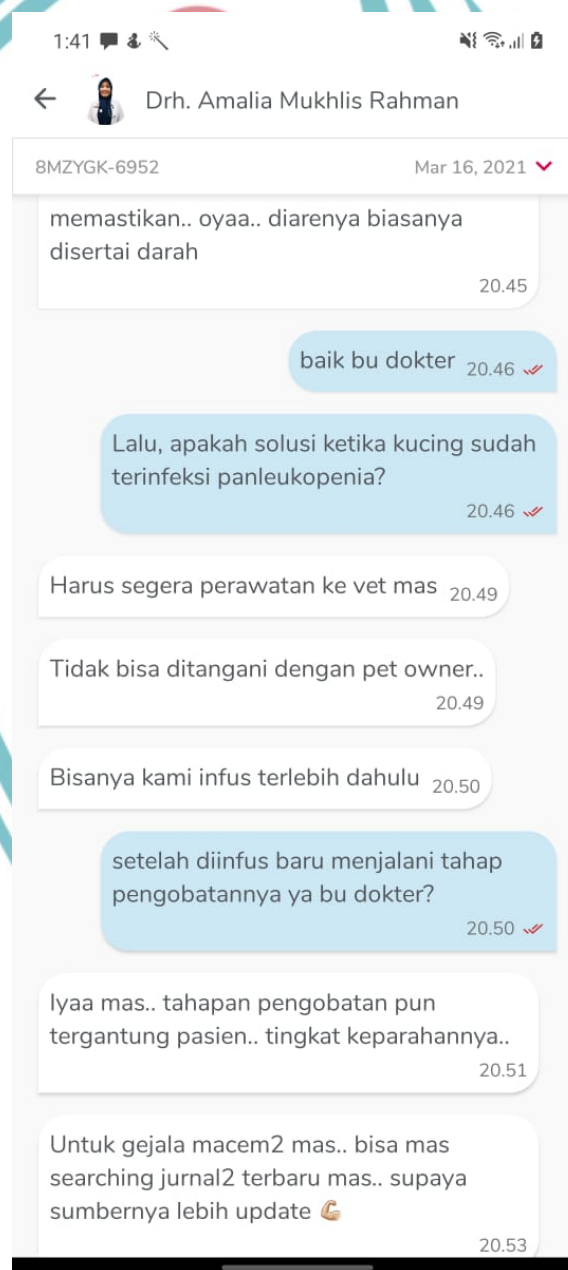 1:41
Drh. Amalia Mukhlis Rahman
8MZYGK-6952 Mar 16, 2021
memastikan.. oyaa.. diarenya biasanya
disertai darah
20.45
baik bu dokter 20.46
Lalu, apakah solusi ketika kucing sudah
terinfeksi panleukopenia?
20.46
Harus segera perawatan ke vet mas 20.49
Tidak bisa ditangani dengan pet owner..
20.49
Bisanya kami infus terlebih dahulu 20.50
setelah diinfus baru menjalani tahap
pengobatannya ya bu dokter?
20.50
Iyaa mas.. tahapan pengobatan pun
tergantung pasien.. tingkat keparahannya..
20.51
Untuk gejala macem2 mas.. bisa mas
searching jurnal2 terbaru mas.. supaya
sumbernya lebih update 💪
20.53